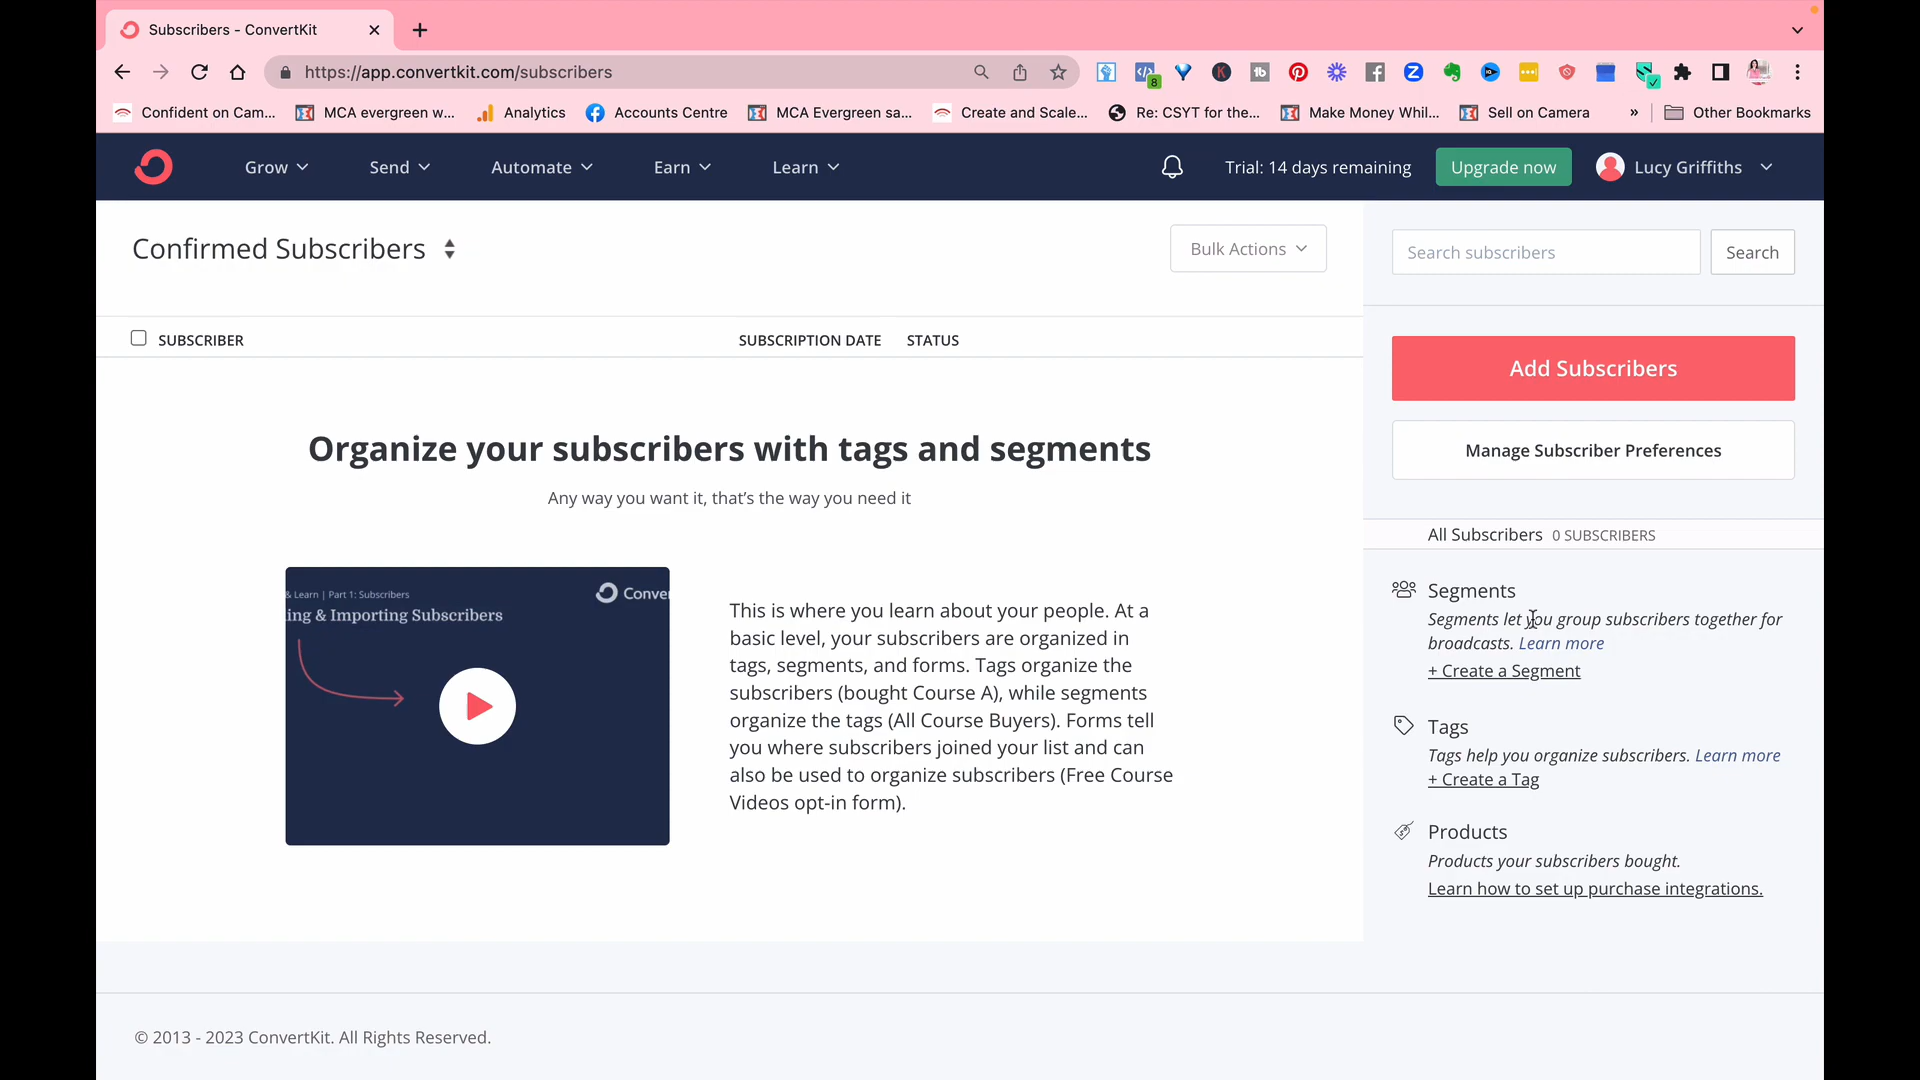 Subscribers - ConvertKit
https://app.convertkit.com/subscribers
8
Confident on Cam...
MCA evergreen w...
Analytics
Accounts Centre
MCA Evergreen sa...
Create and Scale...
Re: CSYT for the...
Make Money Whil...
Sell on Camera
»
Other Bookmarks
Grow
Send
Automate
Earn
Learn
Trial: 14 days remaining
Upgrade now
Lucy Griffiths
Confirmed Subscribers
Bulk Actions
Search subscribers
Search
SUBSCRIBER
SUBSCRIPTION DATE
STATUS
Add Subscribers
Manage Subscriber Preferences
Organize your subscribers with tags and segments
Any way you want it, that's the way you need it
& Learn | Part 1: Subscribers
ing & Importing Subscribers
Conver
This is where you learn about your people. At a
basic level, your subscribers are organized in
tags, segments, and forms. Tags organize the
subscribers (bought Course A), while segments
organize the tags (All Course Buyers). Forms tell
you where subscribers joined your list and can
also be used to organize subscribers (Free Course
Videos opt-in form).
All Subscribers 0 SUBSCRIBERS
Segments
Segments let you group subscribers together for
broadcasts. Learn more
+ Create a Segment
Tags
Tags help you organize subscribers. Learn more
+ Create a Tag
Products
Products your subscribers bought.
Learn how to set up purchase integrations.
© 2013 - 2023 ConvertKit. All Rights Reserved.